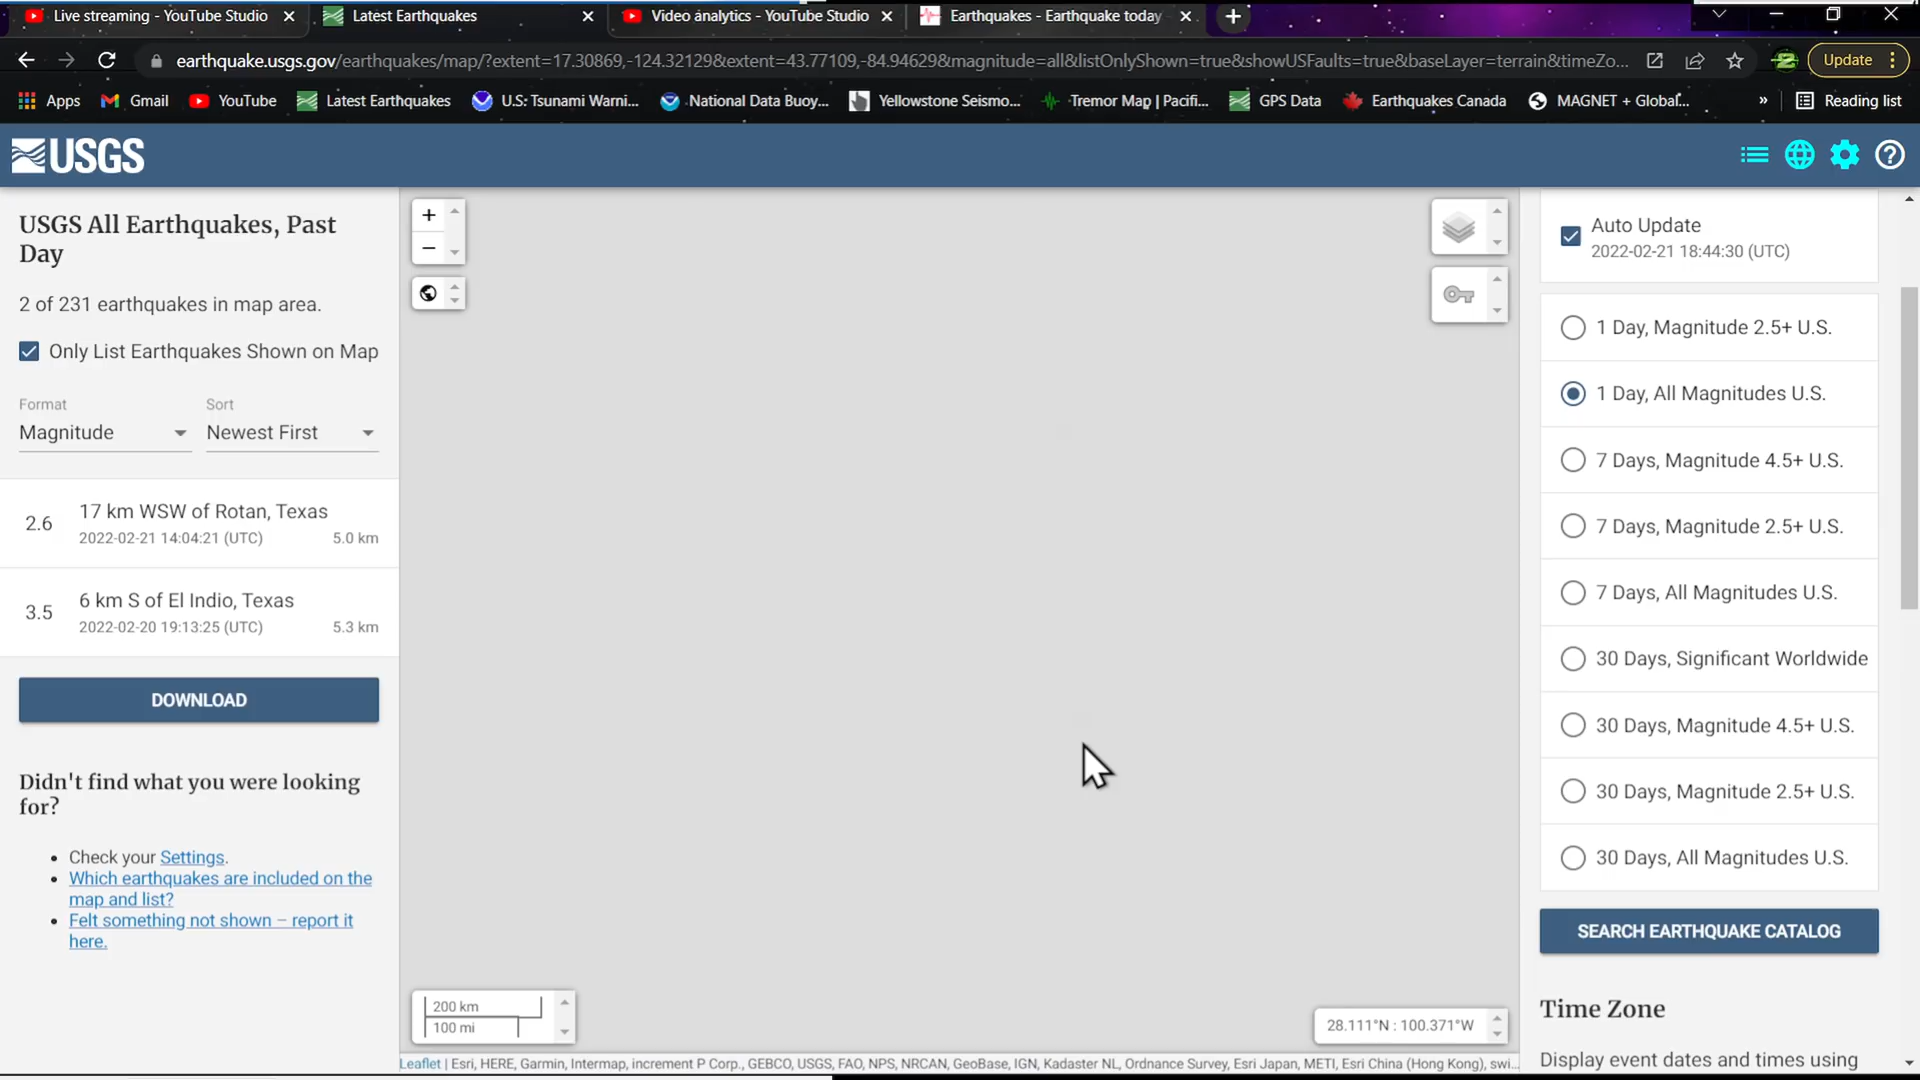 Live streaming - YouTube Studio
Latest Earthquakes
Video analytics - YouTube Studio
Earthquakes - Earthquake today
earthquake.usgs.gov/earthquakes/map/?extent=17.30869,-124.32129&extent=43.77109,-84.94629&magnitude=all&listOnlyShown=true&showUSFaults=true&baseLayer=terrain&timeZo...
Update
Apps
Gmail
YouTube
Latest Earthquakes
U.S: Tsunami Warni...
National Data Buoy...
Yellowstone Seismo...
Tremor Map | Pacifi...
GPS Data
Earthquakes Canada
MAGNET + Global...
»
Reading list
USGS
USGS All Earthquakes, Past
Day
2 of 231 earthquakes in map area.
Only List Earthquakes Shown on Map
Format
Sort
Magnitude
Newest First
2.6
17 km WSW of Rotan, Texas
2022-02-21 14:04:21 (UTC)
5.0 km
3.5
6 km S of El Indio, Texas
2022-02-20 19:13:25 (UTC)
5.3 km
DOWNLOAD
Didn't find what you were looking
for?
• Check your Settings.
• Which earthquakes are included on the
map and list?
• Felt something not shown – report it
here.
+
−
200 km
100 mi
28.111°N : 100.371°W
Leaflet | Esri, HERE, Garmin, Intermap, increment P Corp., GEBCO, USGS, FAO, NPS, NRCAN, GeoBase, IGN, Kadaster NL, Ordnance Survey, Esri Japan, METI, Esri China (Hong Kong), swi...
Auto Update
2022-02-21 18:44:30 (UTC)
1 Day, Magnitude 2.5+ U.S.
1 Day, All Magnitudes U.S.
7 Days, Magnitude 4.5+ U.S.
7 Days, Magnitude 2.5+ U.S.
7 Days, All Magnitudes U.S.
30 Days, Significant Worldwide
30 Days, Magnitude 4.5+ U.S.
30 Days, Magnitude 2.5+ U.S.
30 Days, All Magnitudes U.S.
SEARCH EARTHQUAKE CATALOG
Time Zone
Display event dates and times using